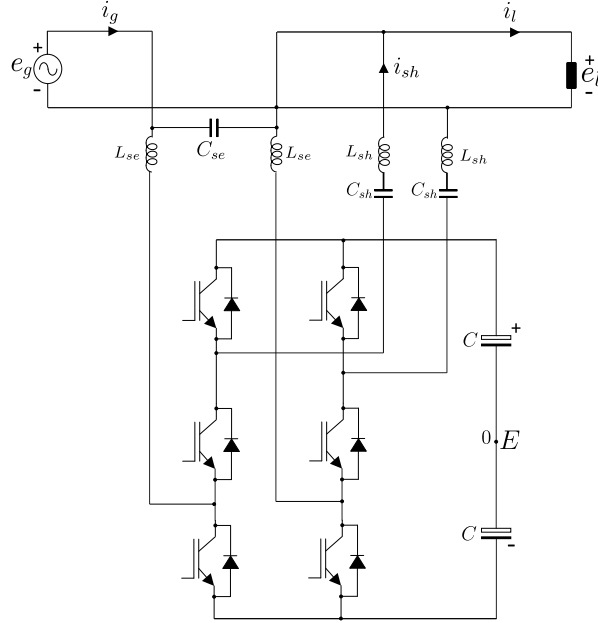 i_g
i_l
+
e_g
-
i_sh
+
e_l
-
L_se
C_se
L_se
L_sh
L_sh
C_sh
C_sh
C
+
0
E
C
-